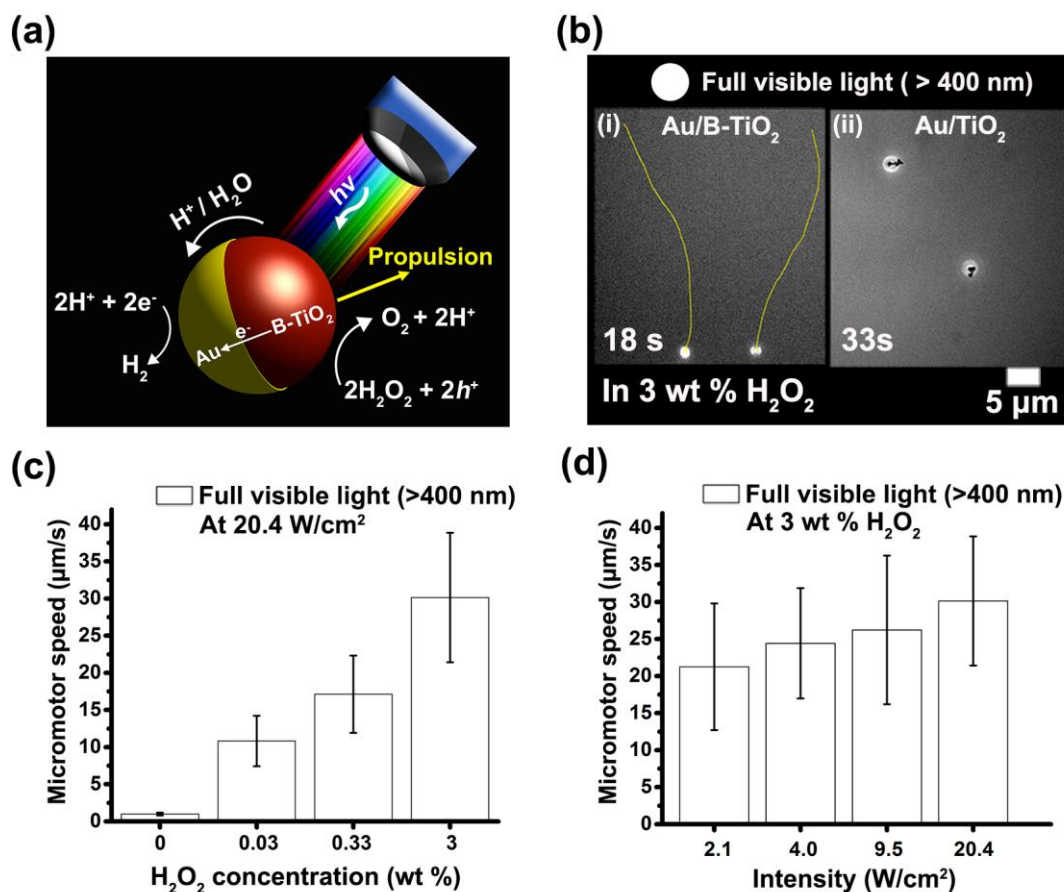 (a)
hν
H⁺ / H₂O
Propulsion
2H⁺ + 2e⁻
H₂
Au
e⁻
B-TiO₂
O₂ + 2H⁺
2H₂O₂ + 2h⁺
(b)
Full visible light ( > 400 nm)
(i) Au/B-TiO₂
18 s
(ii) Au/TiO₂
33s
In 3 wt % H₂O₂
5 µm
(c)
Full visible light (>400 nm)
At 20.4 W/cm²
Micromotor speed (µm/s)
40
35
30
25
20
15
10
5
0
0 0.03 0.33 3
H₂O₂ concentration (wt %)
(d)
Full visible light (>400 nm)
At 3 wt % H₂O₂
Micromotor speed (µm/s)
40
35
30
25
20
15
10
5
0
2.1 4.0 9.5 20.4
Intensity (W/cm²)